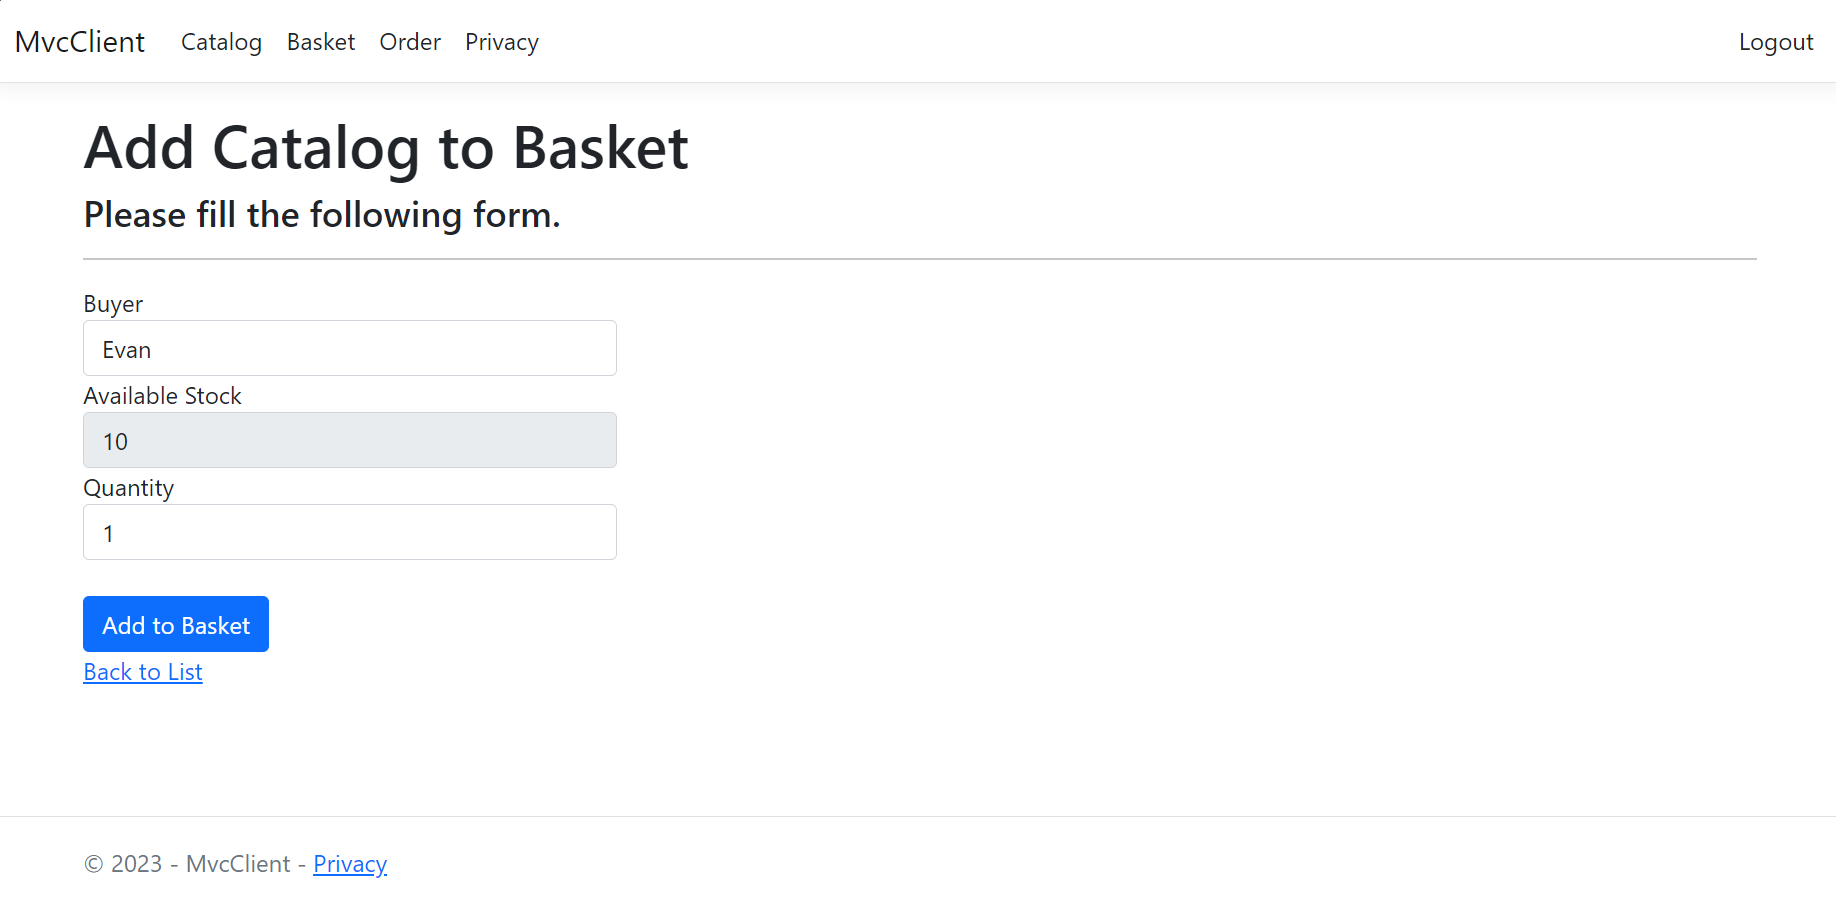 MvcClient Catalog Basket Order Privacy Logout
Add Catalog to Basket
Please fill the following form.
Buyer
Evan
Available Stock
10
Quantity
1
Add to Basket
Back to List
© 2023 - MvcClient - Privacy